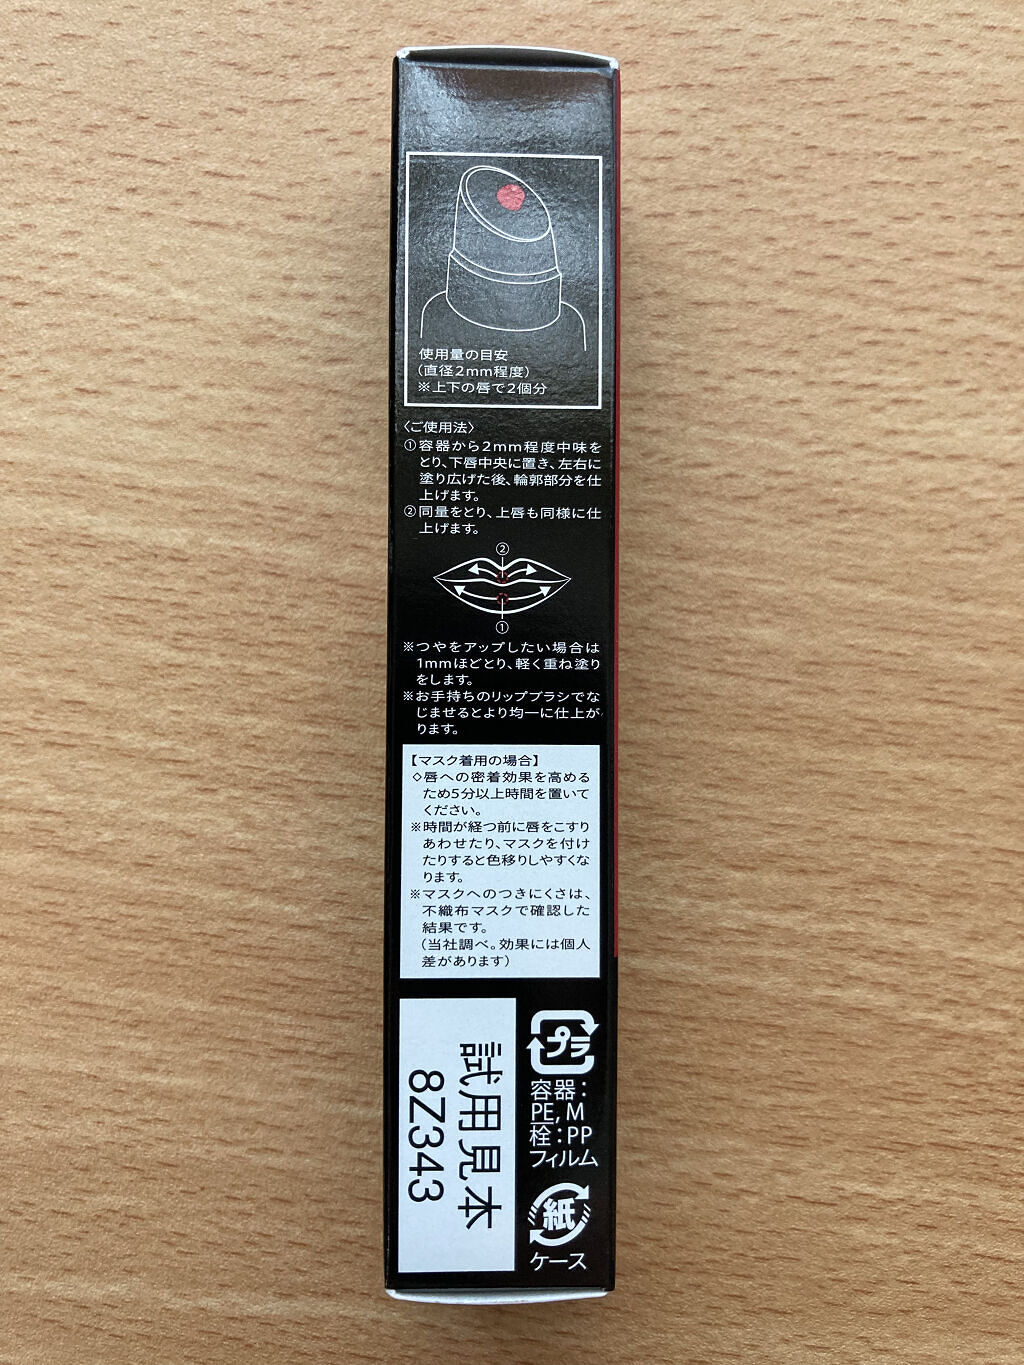 使用量の目安
(直径2mm程度)
※上下の唇で2個分
〈ご使用法〉
①容器から2mm程度中味を
とり、下唇中央に置き、左右に
塗り広げた後、輪郭部分を仕
上げます。
②同量をとり、上唇も同様に仕
上げます。
②
①
※つやをアップしたい場合は
1mmほどとり、軽く重ね塗り
をします。
※お手持ちのリップブラシでな
じませるとより均一に仕上が
ります。
【マスク着用の場合】
◇唇への密着効果を高める
ため5分以上時間を置いて
ください。
※時間が経つ前に唇をこすり
あわせたり、マスクを付け
たりすると色移りしやすくな
ります。
※マスクへのつきにくさは、
不織布マスクで確認した
結果です。
(当社調べ。効果には個人
差があります)
試用見本
8Z343
プラ
容器:
PE, M
栓:PP
フィルム
紙
ケース